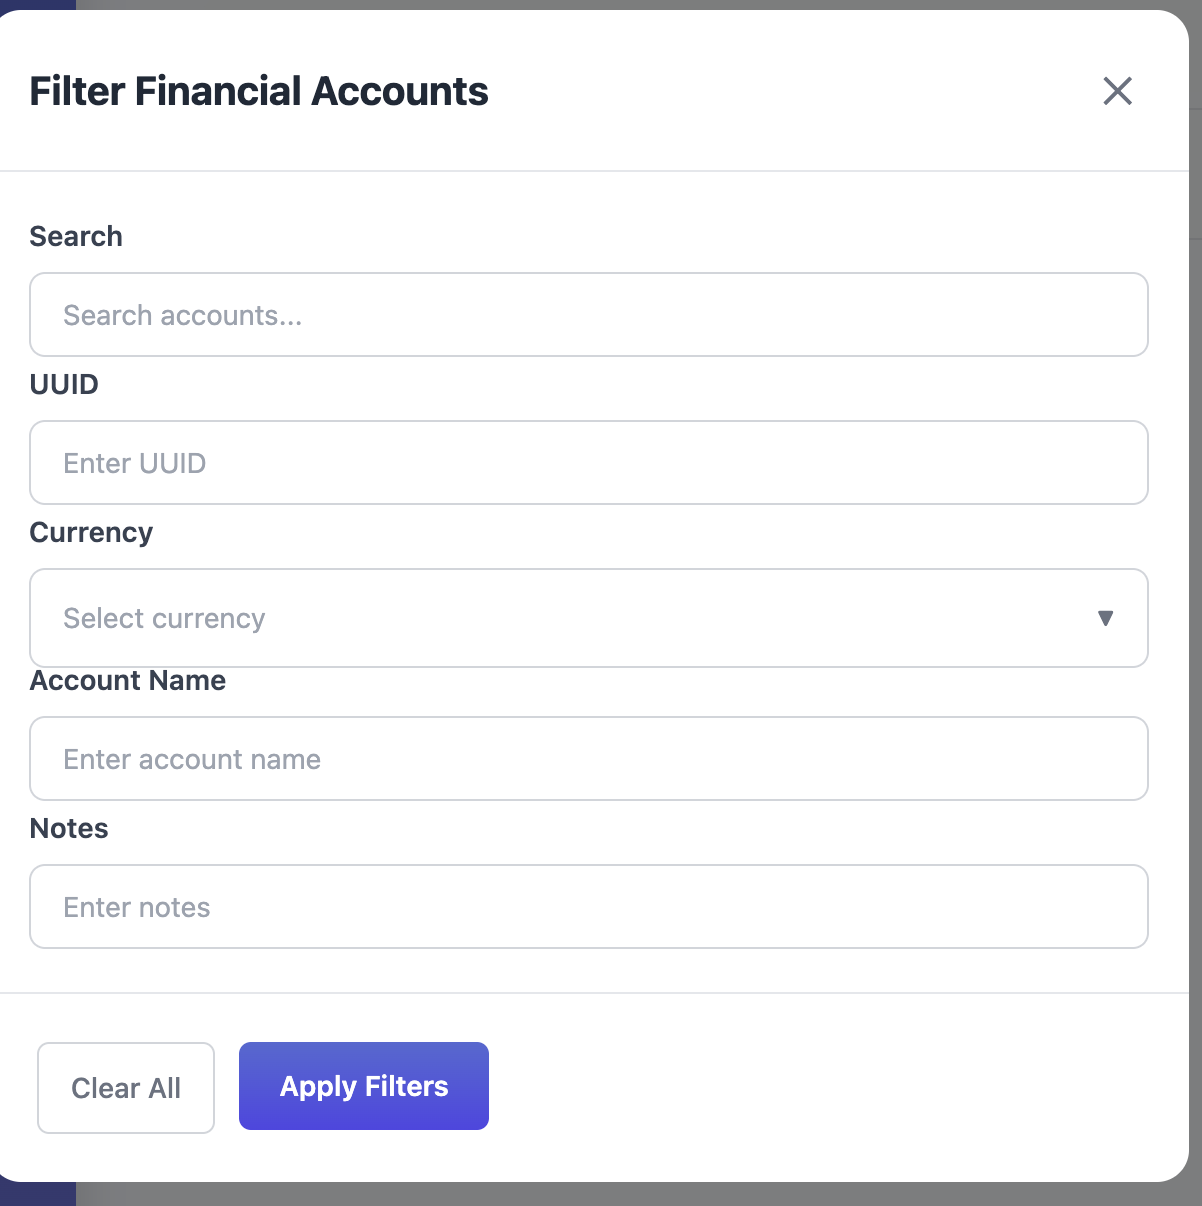 Filter Financial Accounts
Search
Search accounts...
UUID
Enter UUID
Currency
Select currency
Account Name
Enter account name
Notes
Enter notes
Clear All
Apply Filters